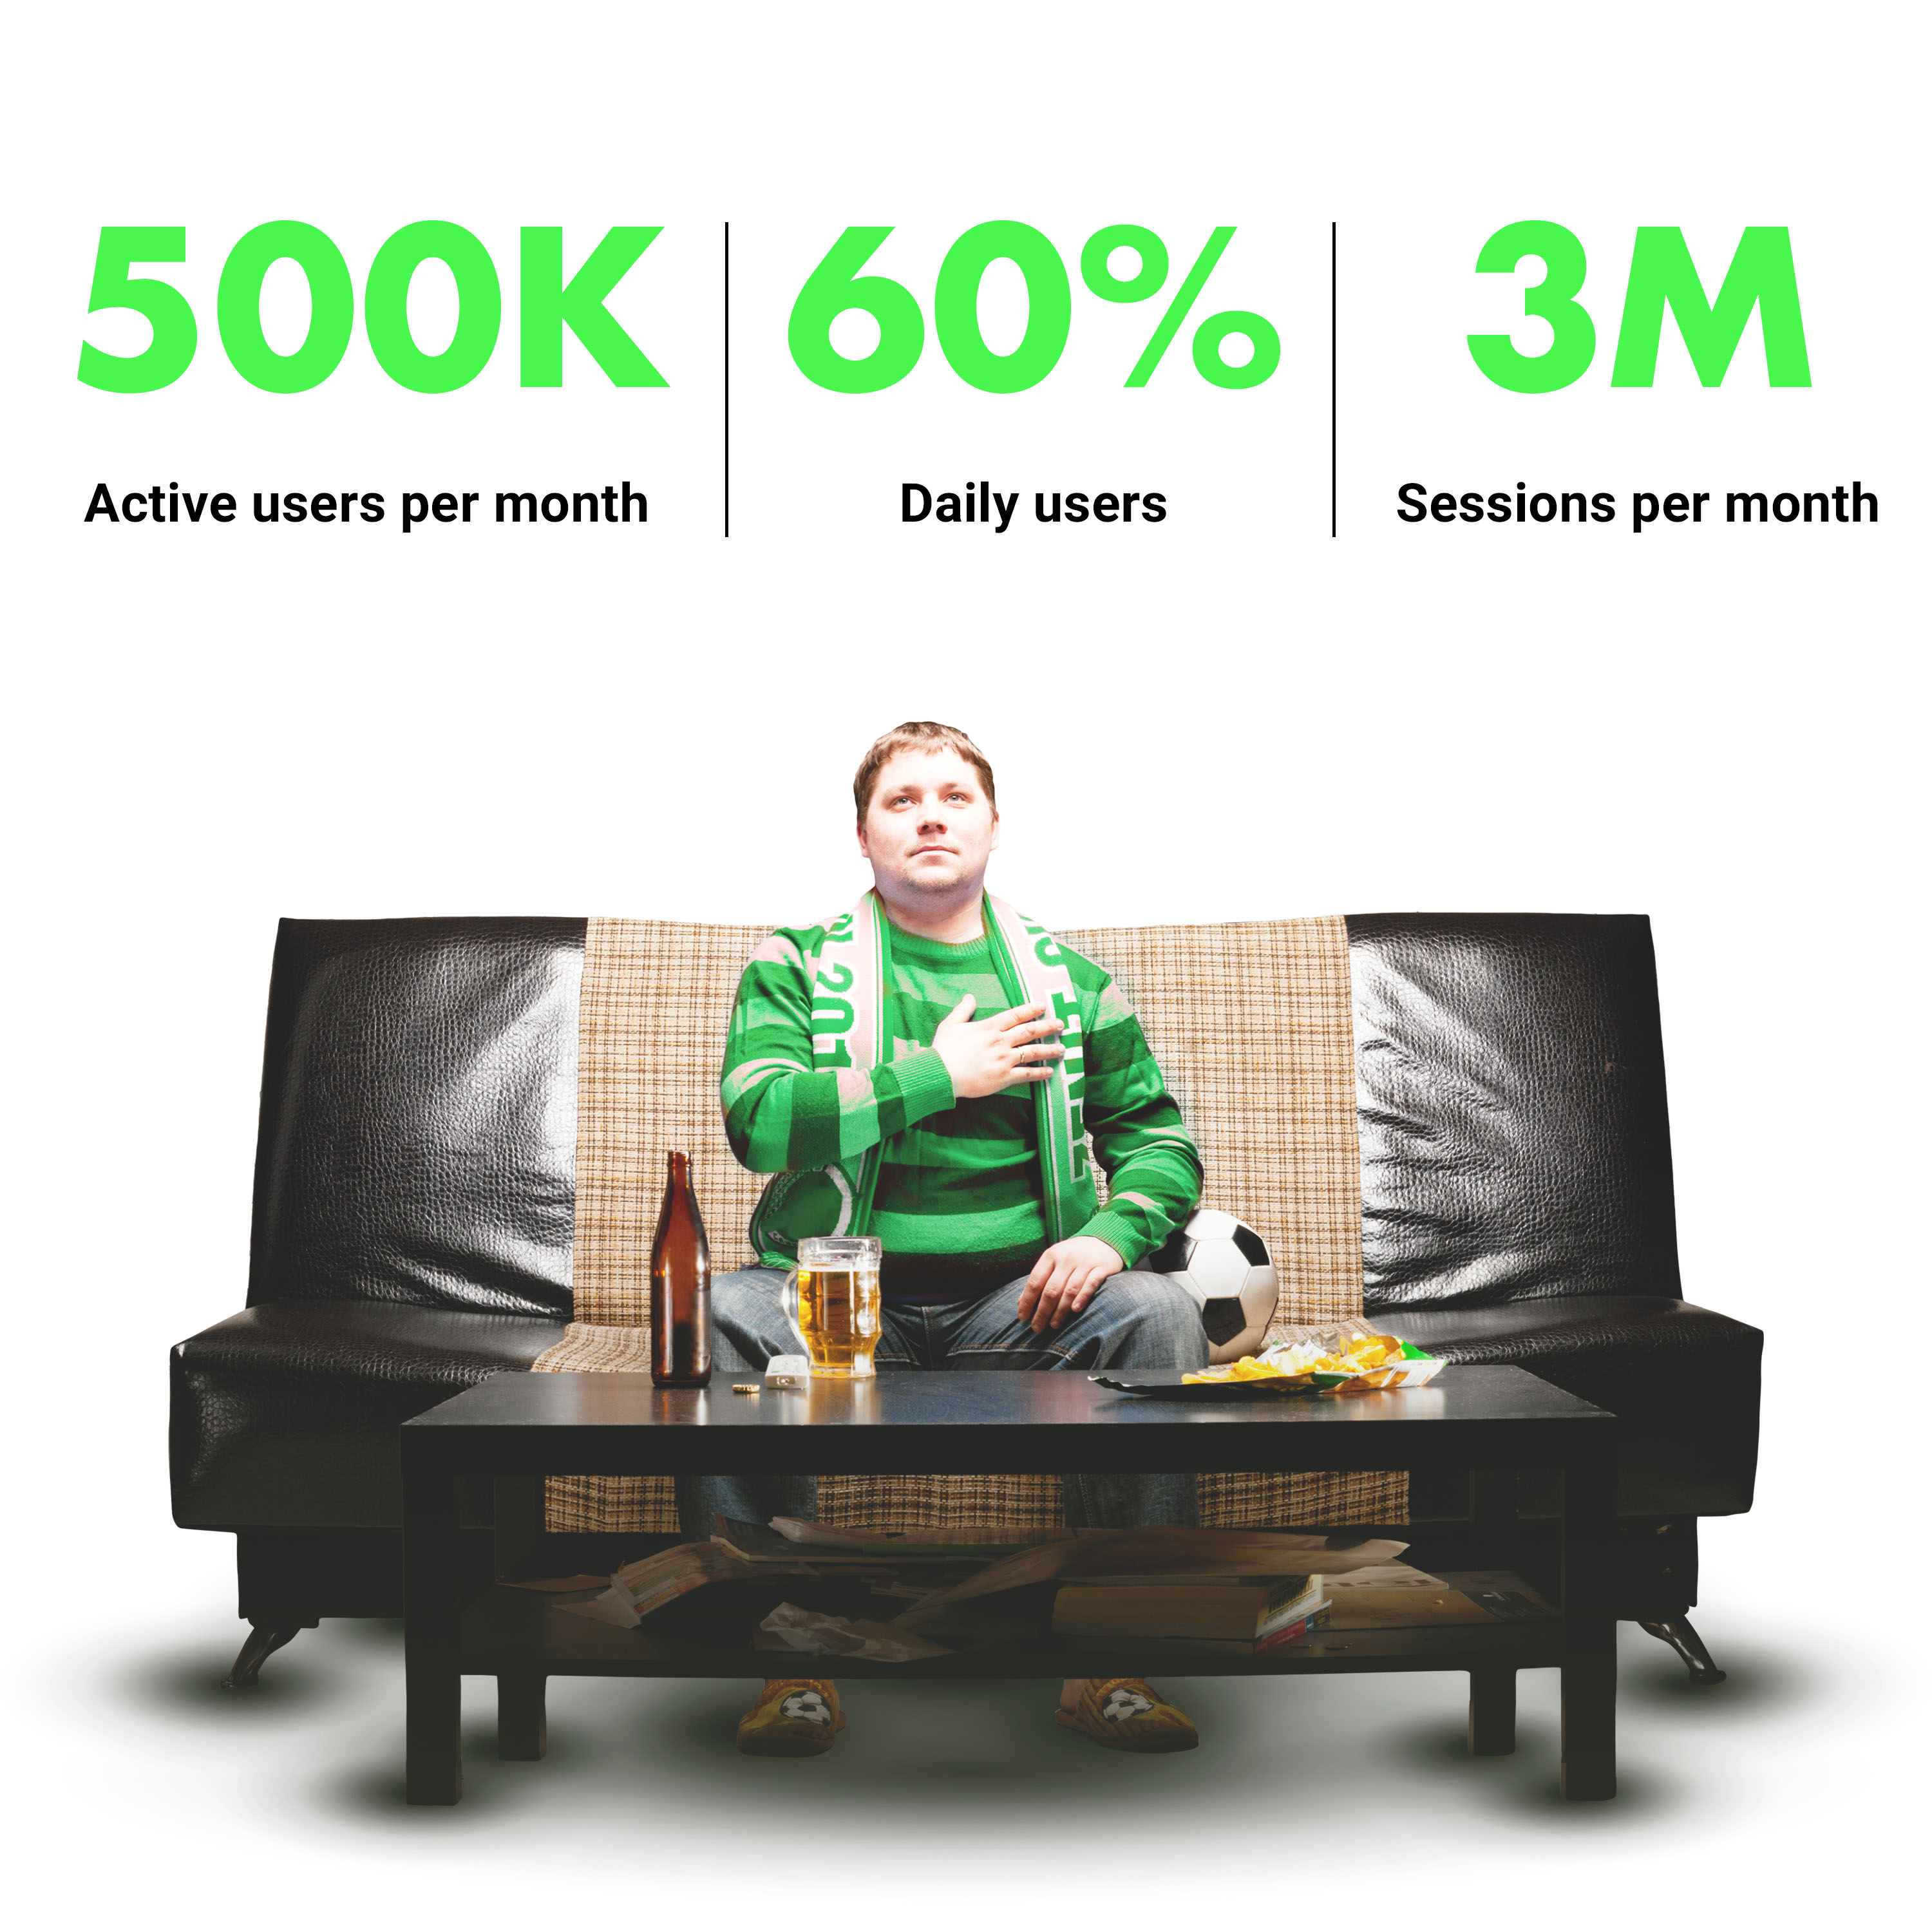 500K
Active users per month
60%
Daily users
3M
Sessions per month